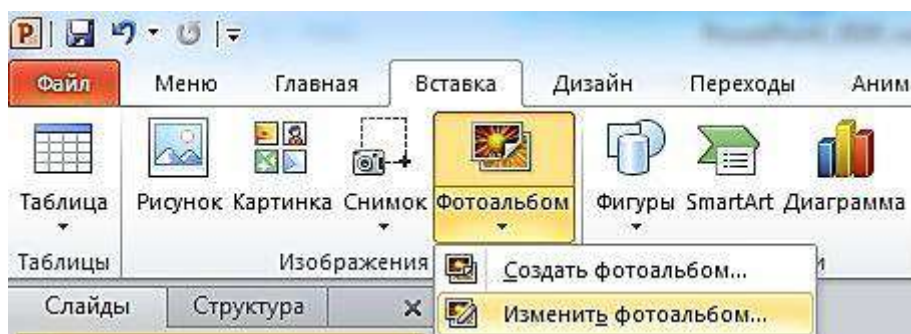 Файл Меню Главная Вставка Дизайн Переходы Аним
Таблица Рисунок Картинка Снимок Фотоальбом Фигуры SmartArt Диаграмма
Таблицы Изображения и
Создать фотоальбом...
Слайды Структура
Изменить фотоальбом...